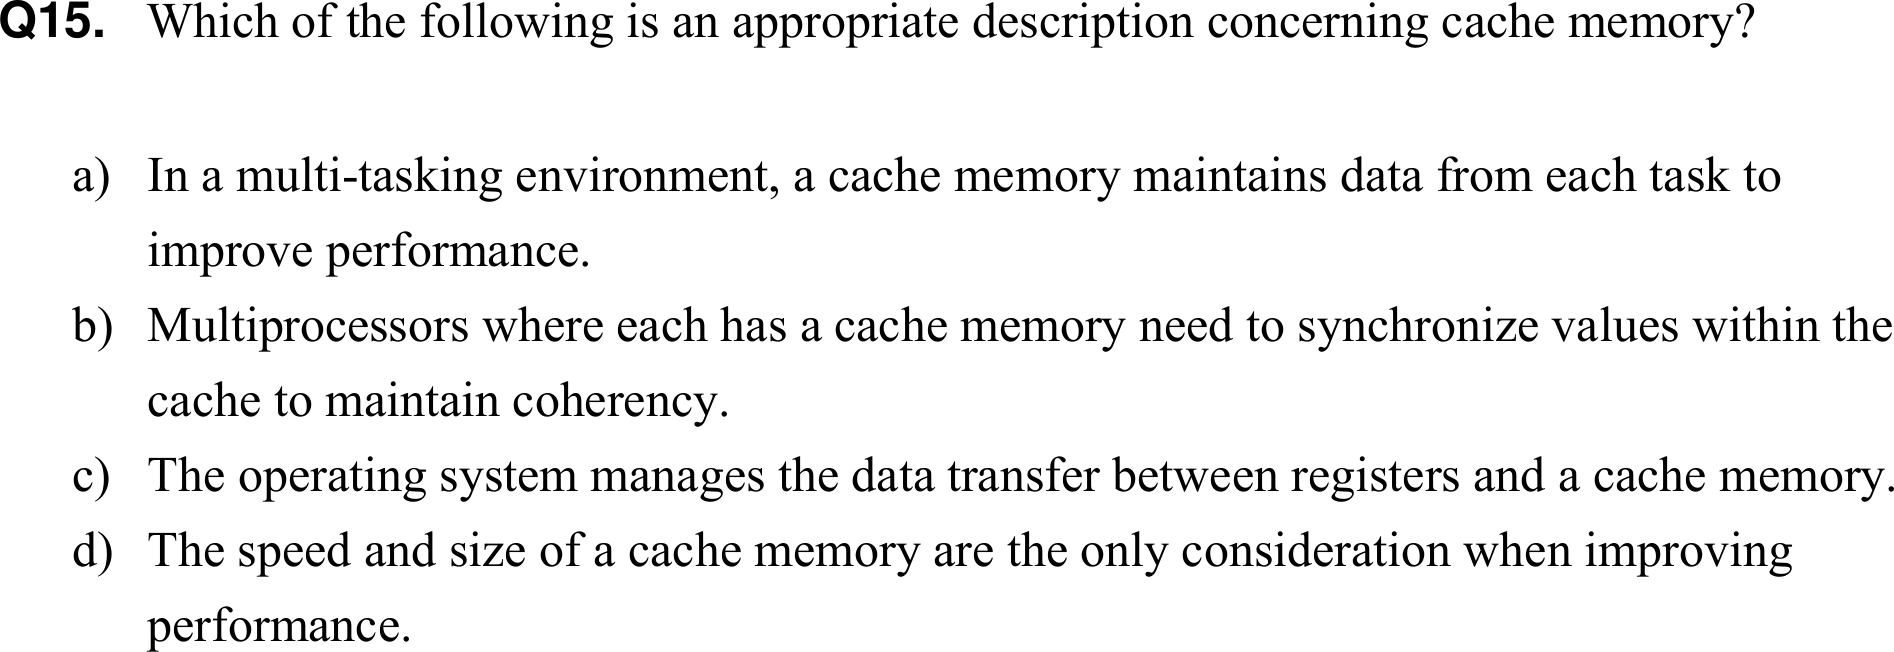 Q15. Which of the following is an appropriate description concerning cache memory?
a) In a multi-tasking environment, a cache memory maintains data from each task to
improve performance.
b) Multiprocessors where each has a cache memory need to synchronize values within the
cache to maintain coherency.
c) The operating system manages the data transfer between registers and a cache memory.
d) The speed and size of a cache memory are the only consideration when improving
performance.